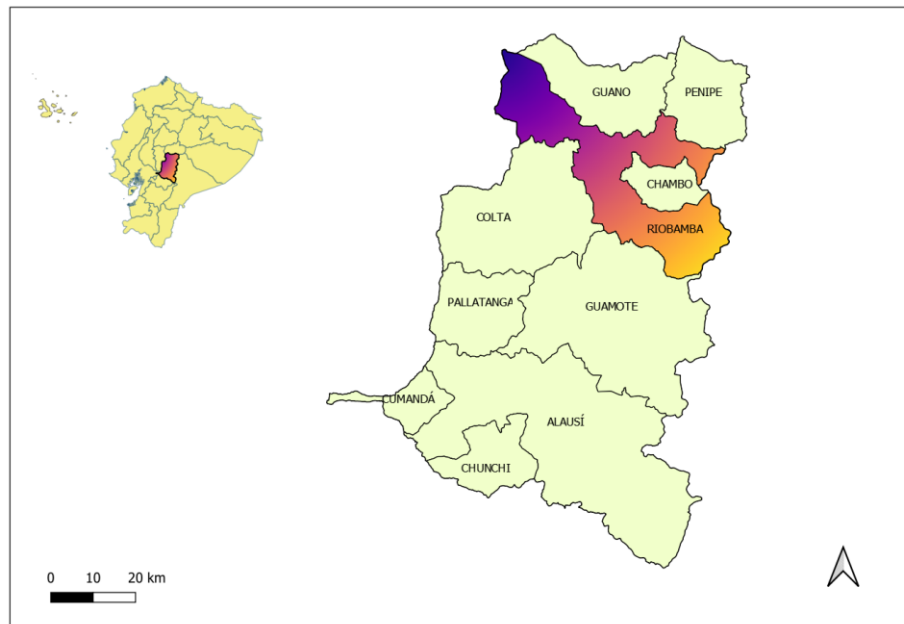 GUANO
PENIPE
CHAMBO
COLTA
RIOBAMBA
PALLATANGA
GUAMOTE
CUMANDÁ
ALAUSÍ
CHUNCHI
0 10 20 km